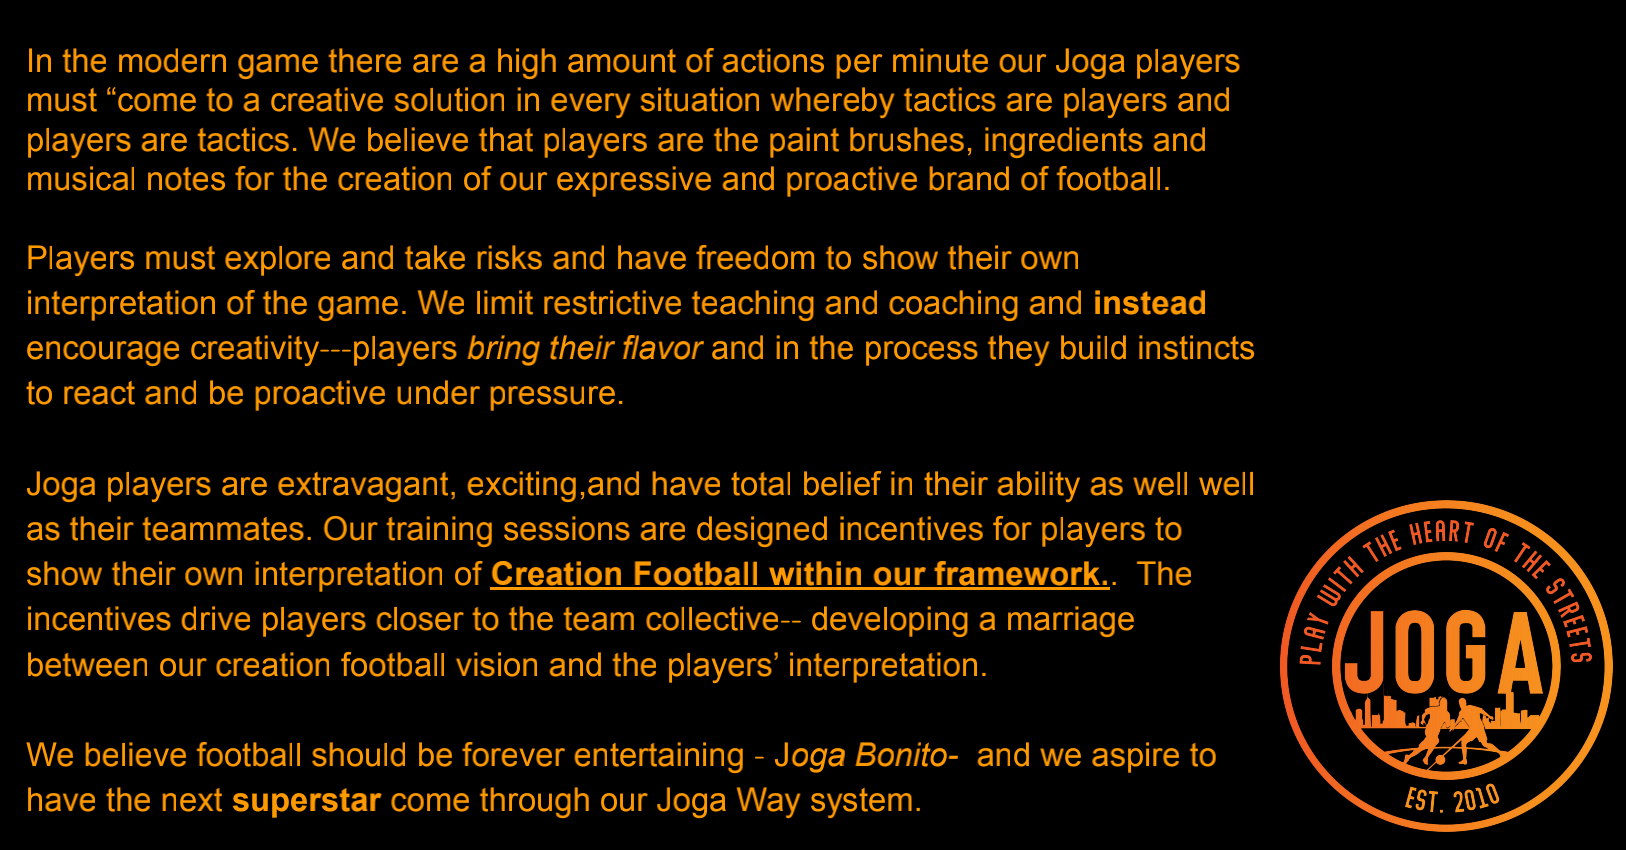 In the modern game there are a high amount of actions per minute our Joga players
must “come to a creative solution in every situation whereby tactics are players and
players are tactics. We believe that players are the paint brushes, ingredients and
musical notes for the creation of our expressive and proactive brand of football.
Players must explore and take risks and have freedom to show their own
interpretation of the game. We limit restrictive teaching and coaching and instead
encourage creativity---players bring their flavor and in the process they build instincts
to react and be proactive under pressure.
Joga players are extravagant, exciting,and have total belief in their ability as well well
as their teammates. Our training sessions are designed incentives for players to
show their own interpretation of Creation Football within our framework.. The
incentives drive players closer to the team collective-- developing a marriage
between our creation football vision and the players’ interpretation.
We believe football should be forever entertaining - Joga Bonito- and we aspire to
have the next superstar come through our Joga Way system.
PLAY WITH THE HEART OF THE STREETS
JOGA
EST. 2010